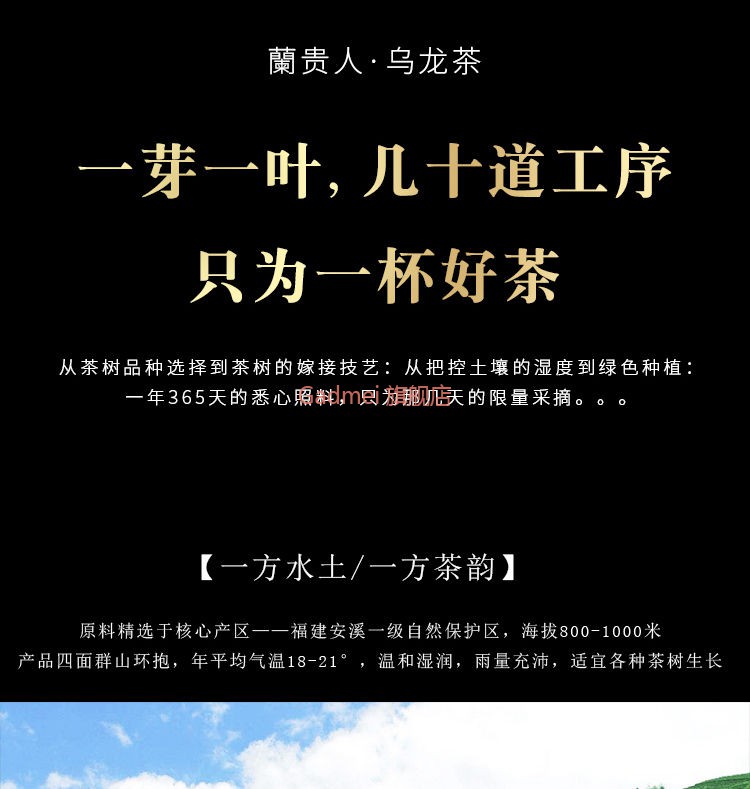 蘭贵人·乌龙茶
一芽一叶,几十道工序
只为一杯好茶
从茶树品种选择到茶树的嫁接技艺：从把控土壤的湿度到绿色种植：
一年365天的悉心照料，只为那几天的限量采摘。。。
Gadmei 旗舰店
【一方水土/一方茶韵】
原料精选于核心产区——福建安溪一级自然保护区，海拔800-1000米
产品四面群山环抱，年平均气温18-21°，温和湿润，雨量充沛，适宜各种茶树生长